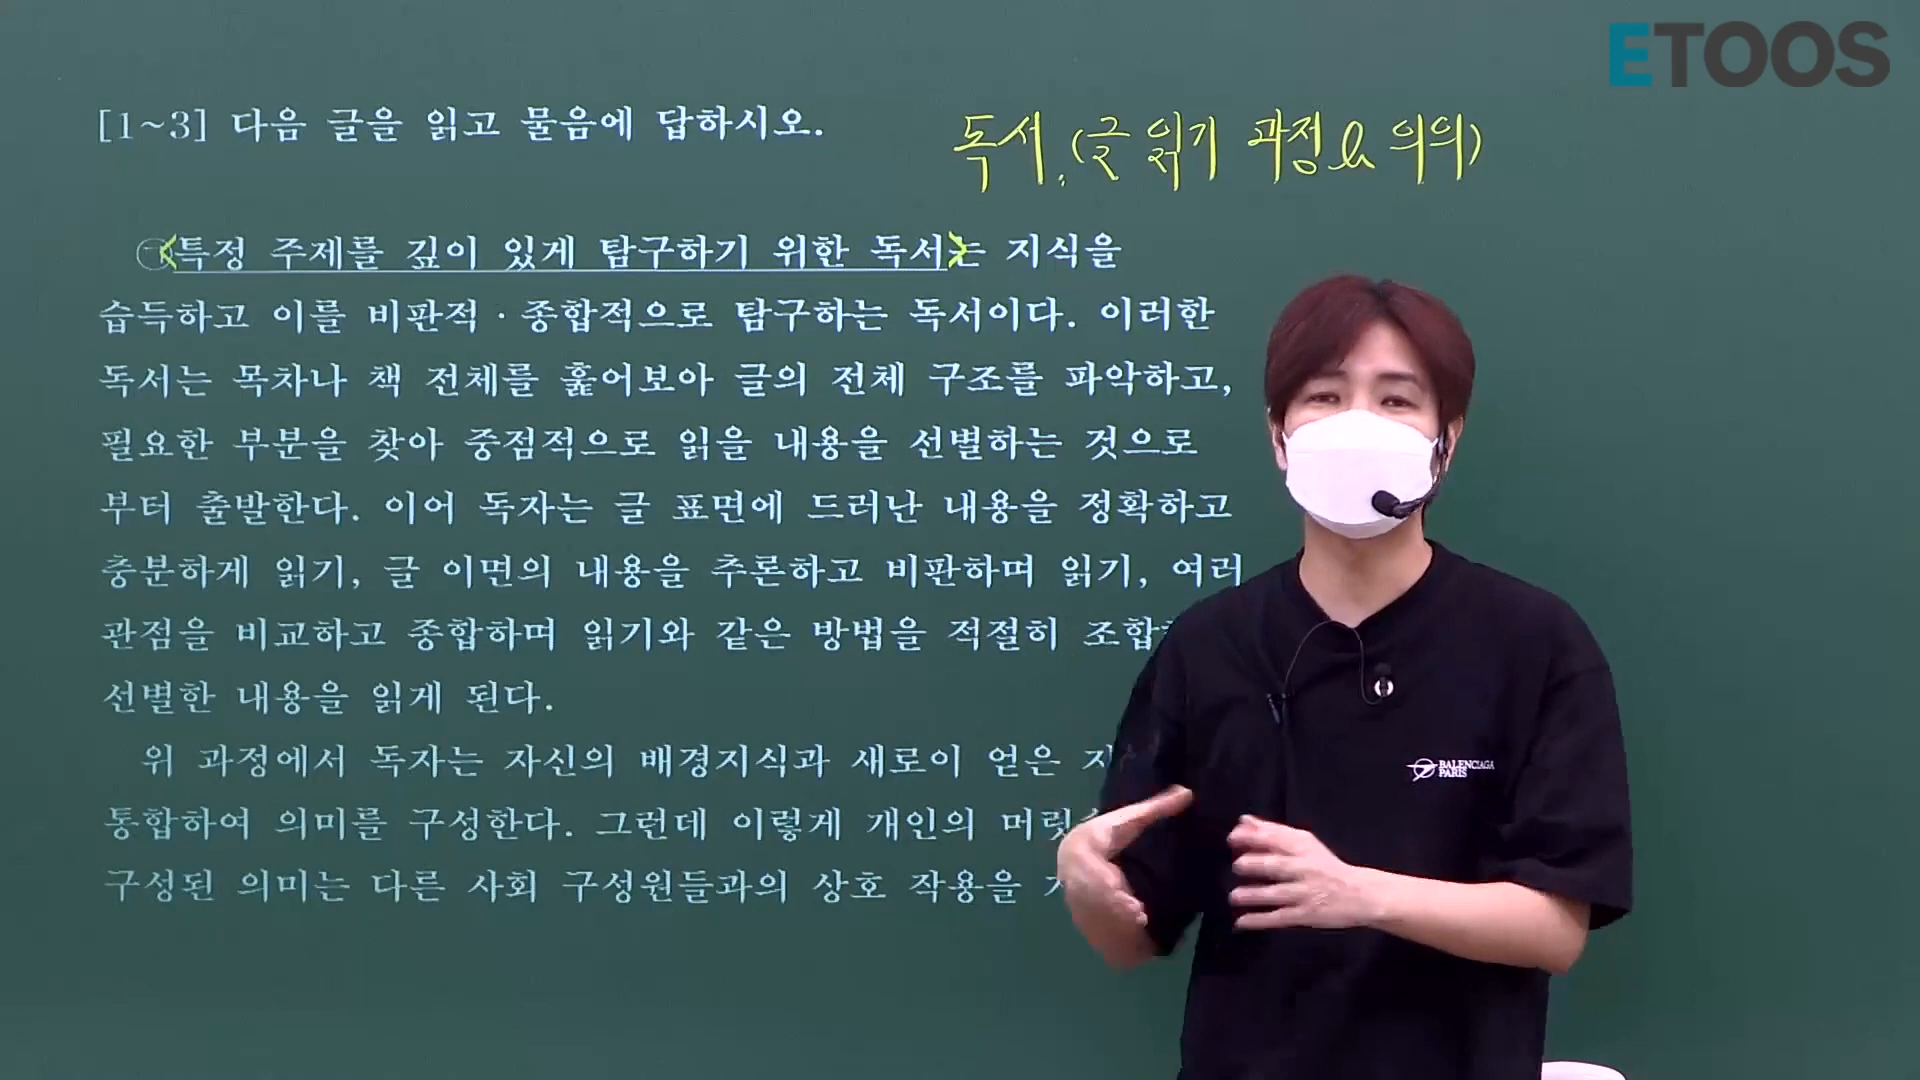 ETOOS
[1~3] 다음 글을 읽고 물음에 답하시오.
독서. (글 읽기 과정 & 의의)
㉠<특정 주제를 깊이 있게 탐구하기 위한 독서>는 지식을
습득하고 이를 비판적·종합적으로 탐구하는 독서이다. 이러한
독서는 목차나 책 전체를 훑어보아 글의 전체 구조를 파악하고,
필요한 부분을 찾아 중점적으로 읽을 내용을 선별하는 것으로
부터 출발한다. 이어 독자는 글 표면에 드러난 내용을 정확하고
충분하게 읽기, 글 이면의 내용을 추론하고 비판하며 읽기, 여러
관점을 비교하고 종합하며 읽기와 같은 방법을 적절히 조합
선별한 내용을 읽게 된다.
위 과정에서 독자는 자신의 배경지식과 새로이 얻은
통합하여 의미를 구성한다. 그런데 이렇게 개인의
구성된 의미는 다른 사회 구성원들과의 상호 작용을
BALENCIAGA
PARIS